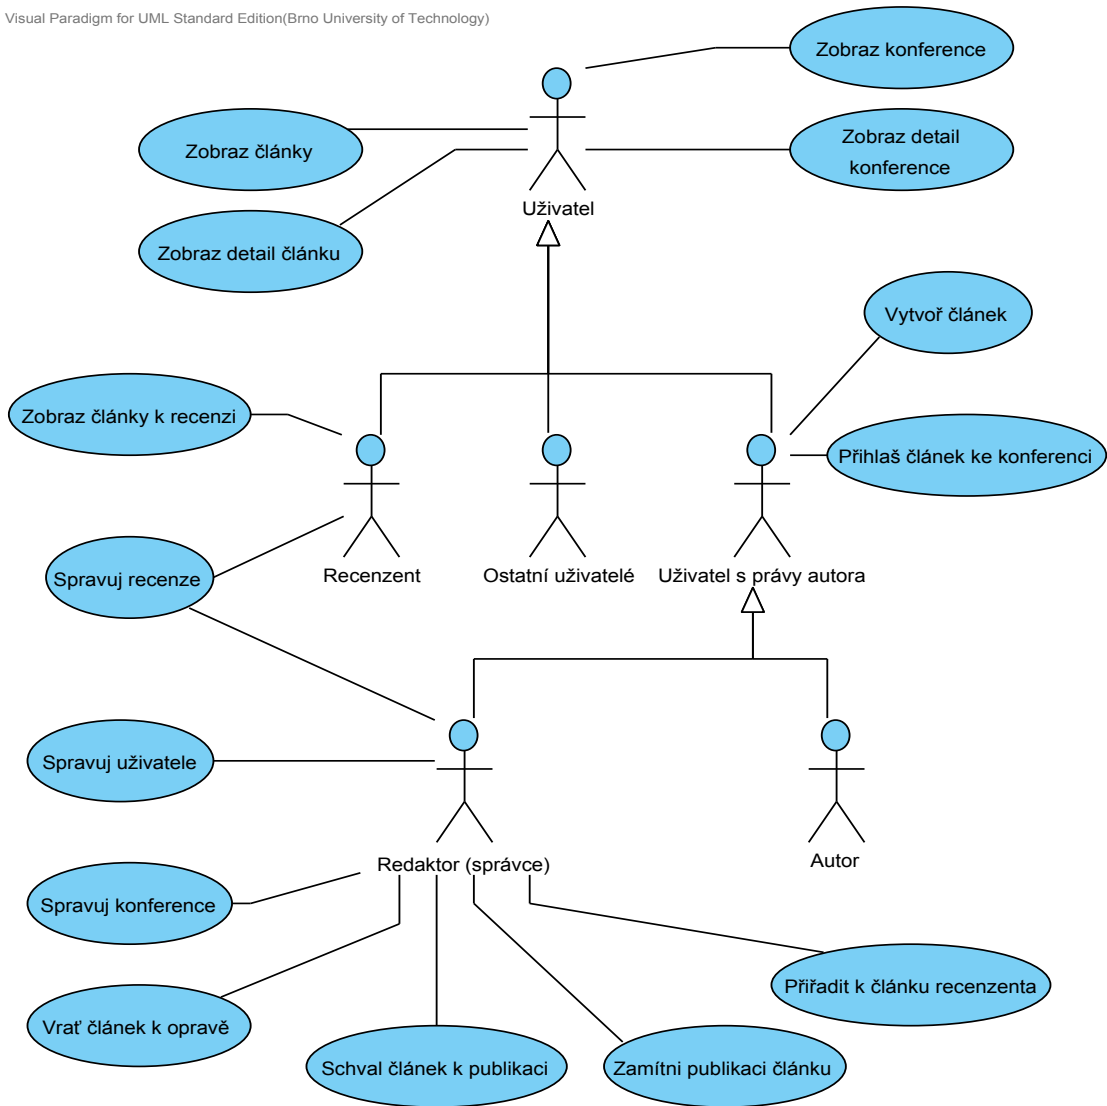 Visual Paradigm for UML Standard Edition(Brno University of Technology)
Zobraz konference
Zobraz články
Zobraz detail
konference
Uživatel
Zobraz detail článku
Vytvoř článek
Zobraz články k recenzi
Přihlaš článek ke konferenci
Recenzent
Ostatní uživatelé
Uživatel s právy autora
Spravuj recenze
Spravuj uživatele
Redaktor (správce)
Autor
Spravuj konference
Přiřadit k článku recenzenta
Vrať článek k opravě
Schval článek k publikaci
Zamítni publikaci článku